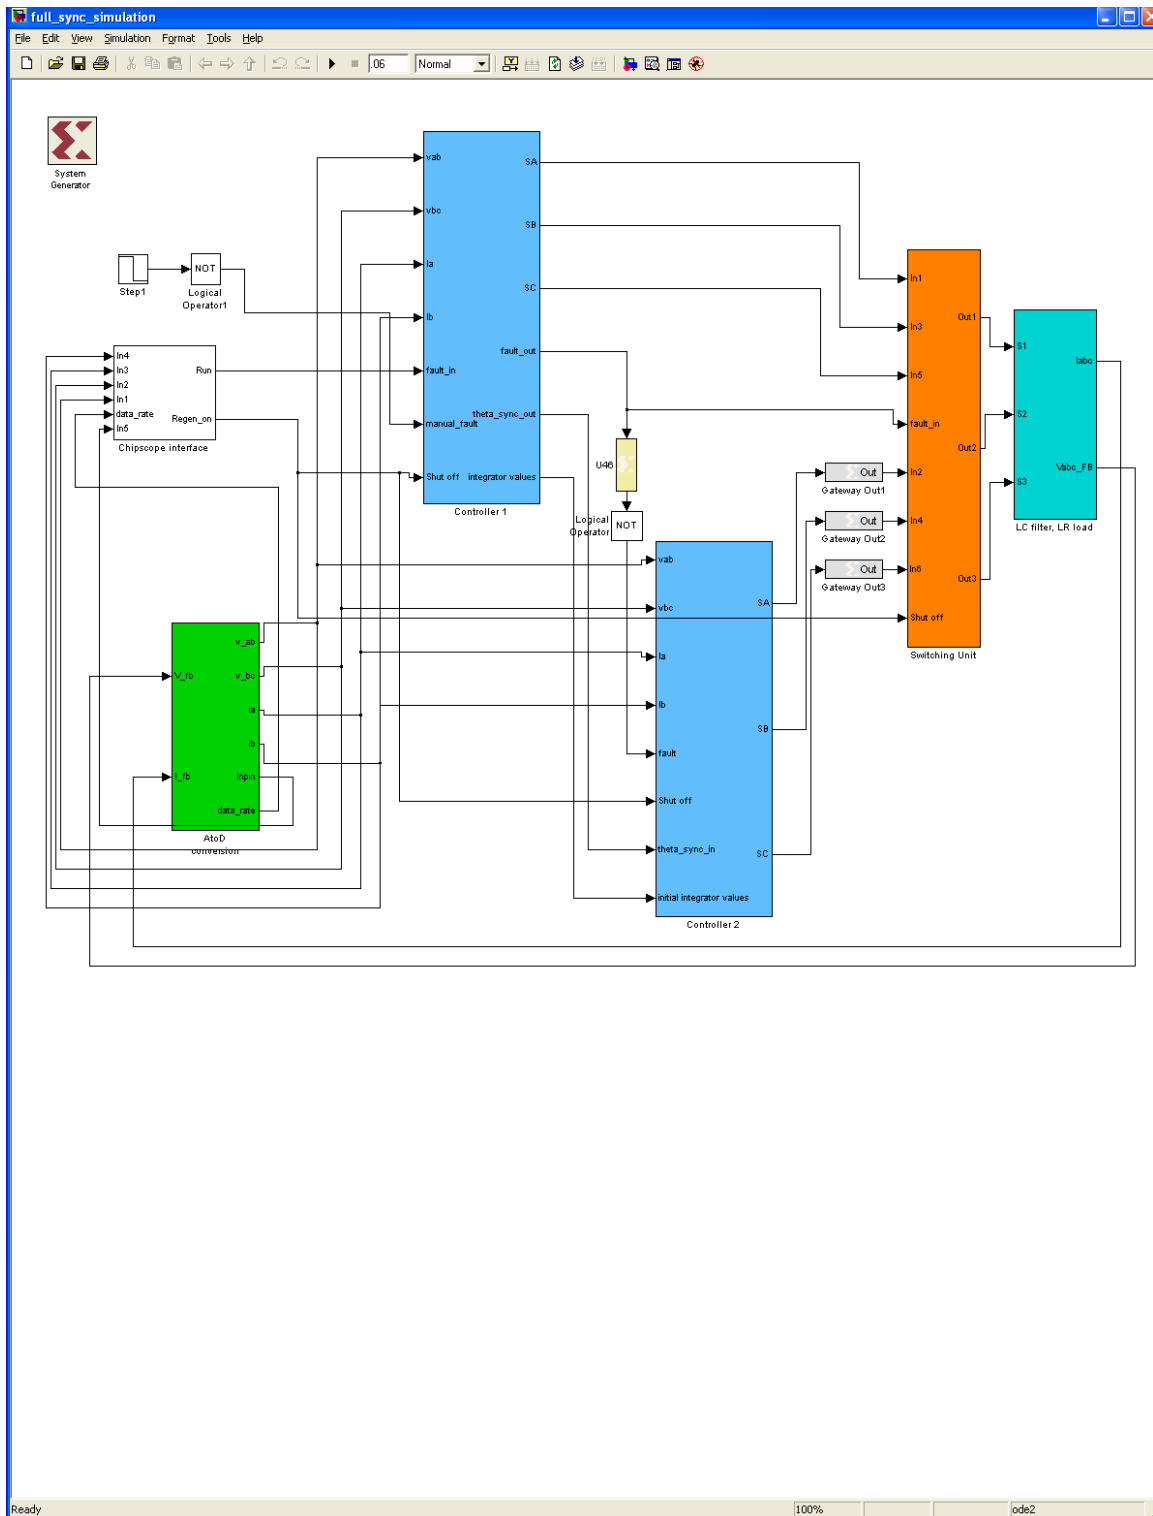 full_sync_simulation
File Edit View Simulation Format Tools Help
.06 Normal
System
Generator
Step1
NOT
Logical
Operator1
In4
In3
In2
In1
data_rate
In5
Run
Regen_on
Chipscope interface
vab
vbc
Ia
Ib
fault_in
manual_fault
Shut off
SA
SB
SC
fault_out
theta_sync_out
integrator values
Controller 1
U46
Logical
Operator
NOT
vab
vbc
Ia
Ib
fault
Shut off
theta_sync_in
initial integrator values
SA
SB
SC
Controller 2
Out
Gateway Out1
Out
Gateway Out2
Out
Gateway Out3
In1
In3
In5
fault_in
In2
In4
In6
Shut off
Out1
Out2
Out3
Switching Unit
S1
S2
S3
Iabc
Vabc_FB
LC filter, LR load
V_fb
I_fb
v_ab
v_bc
ia
ib
inpin
data_rate
AtoD
conversion
Ready
100%
ode2